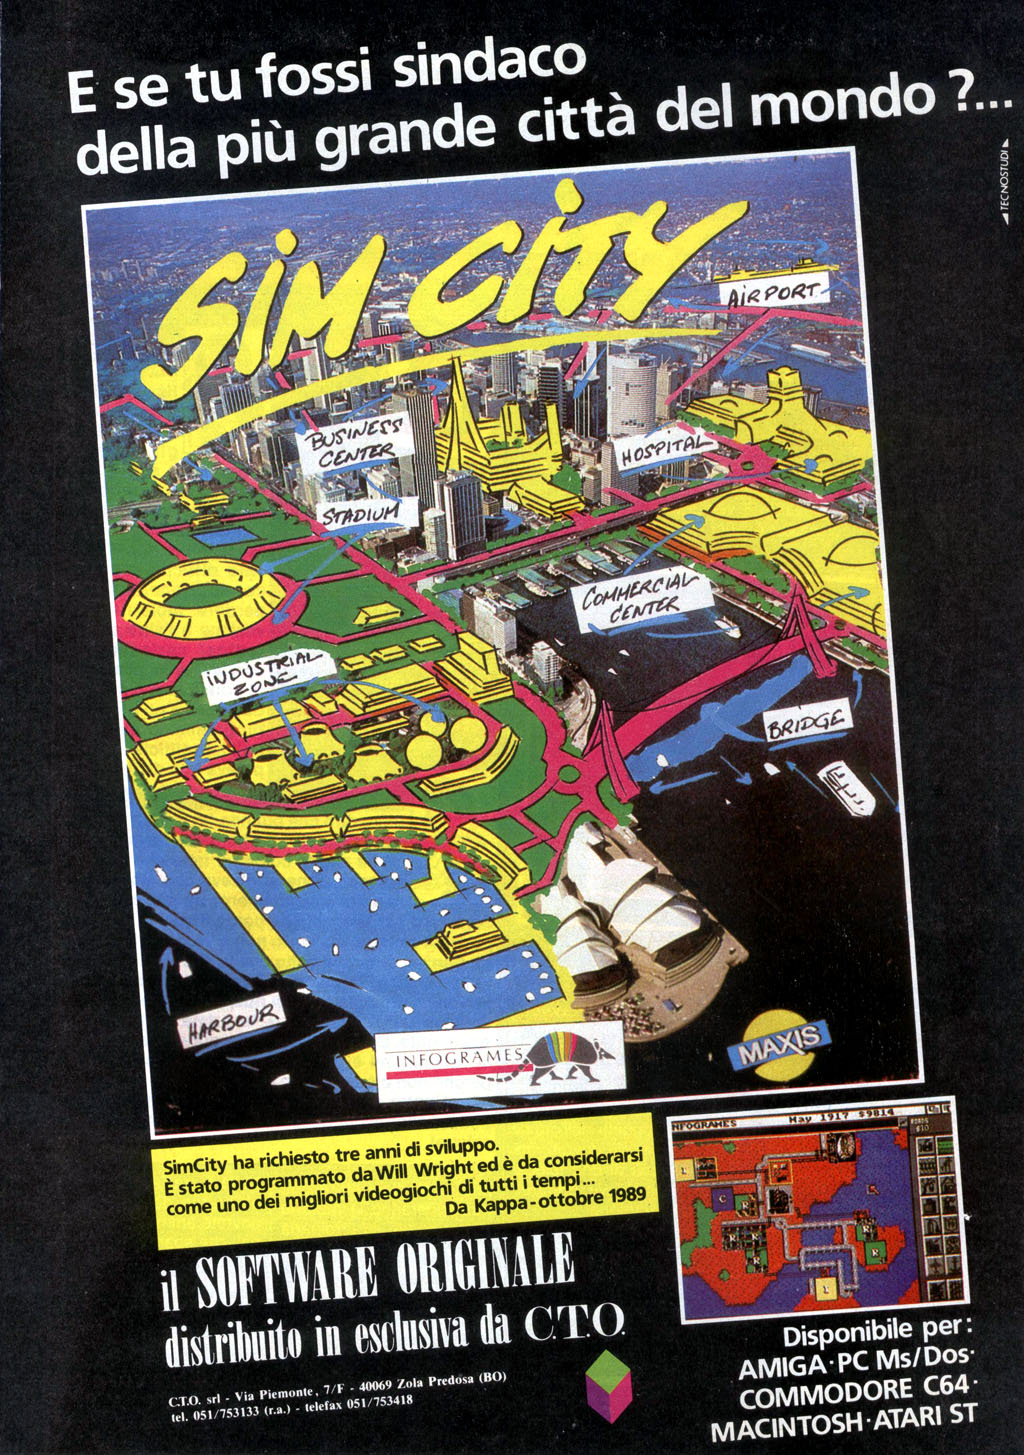 E se tu fossi sindaco
della più grande città del mondo ?...
TECNOSTUDI
SIM CITY
AIRPORT
BUSINESS
CENTER
HOSPITAL
STADIUM
COMMERCIAL
CENTER
INDUSTRIAL
ZONE
BRIDGE
HARBOUR
INFOGRAMES
MAXIS
SimCity ha richiesto tre anni di sviluppo.
È stato programmato da Will Wright ed è da considerarsi
come uno dei migliori videogiochi di tutti i tempi...
Da Kappa - ottobre 1989
NFOGRAMES May 1917 $9814
ROADS
$10
L
C
R
I
R
R
R
R
L
il SOFTWARE ORIGINALE
distribuito in esclusiva da C.T.O.
C.T.O. srl - Via Piemonte, 7/F - 40069 Zola Predosa (BO)
tel. 051/753133 (r.a.) - telefax 051/753418
Disponibile per:
AMIGA·PC Ms/Dos·
COMMODORE C64·
MACINTOSH·ATARI ST